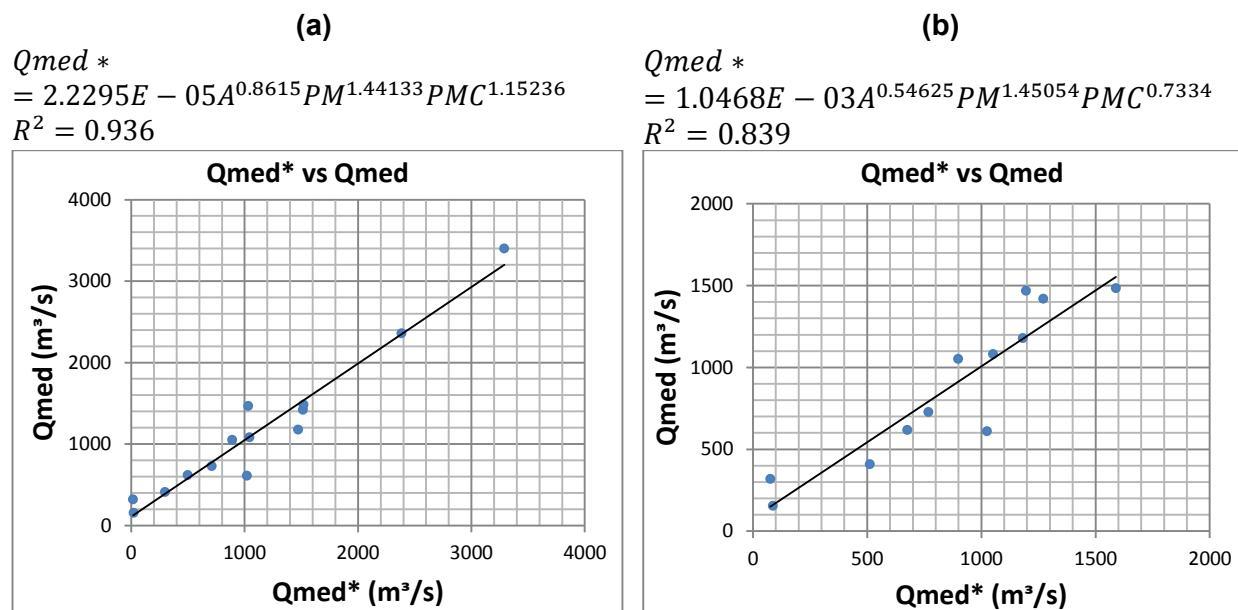 (a)
Qmed ∗
= 2.2295E − 05A^0.8615 PM^1.44133 PMC^1.15236
R² = 0.936
Qmed* vs Qmed
4000
3000
2000
1000
0
0 1000 2000 3000 4000
Qmed (m³/s)
Qmed* (m³/s)
(b)
Qmed ∗
= 1.0468E − 03A^0.54625 PM^1.45054 PMC^0.7334
R² = 0.839
Qmed* vs Qmed
2000
1500
1000
500
0
0 500 1000 1500 2000
Qmed (m³/s)
Qmed* (m³/s)